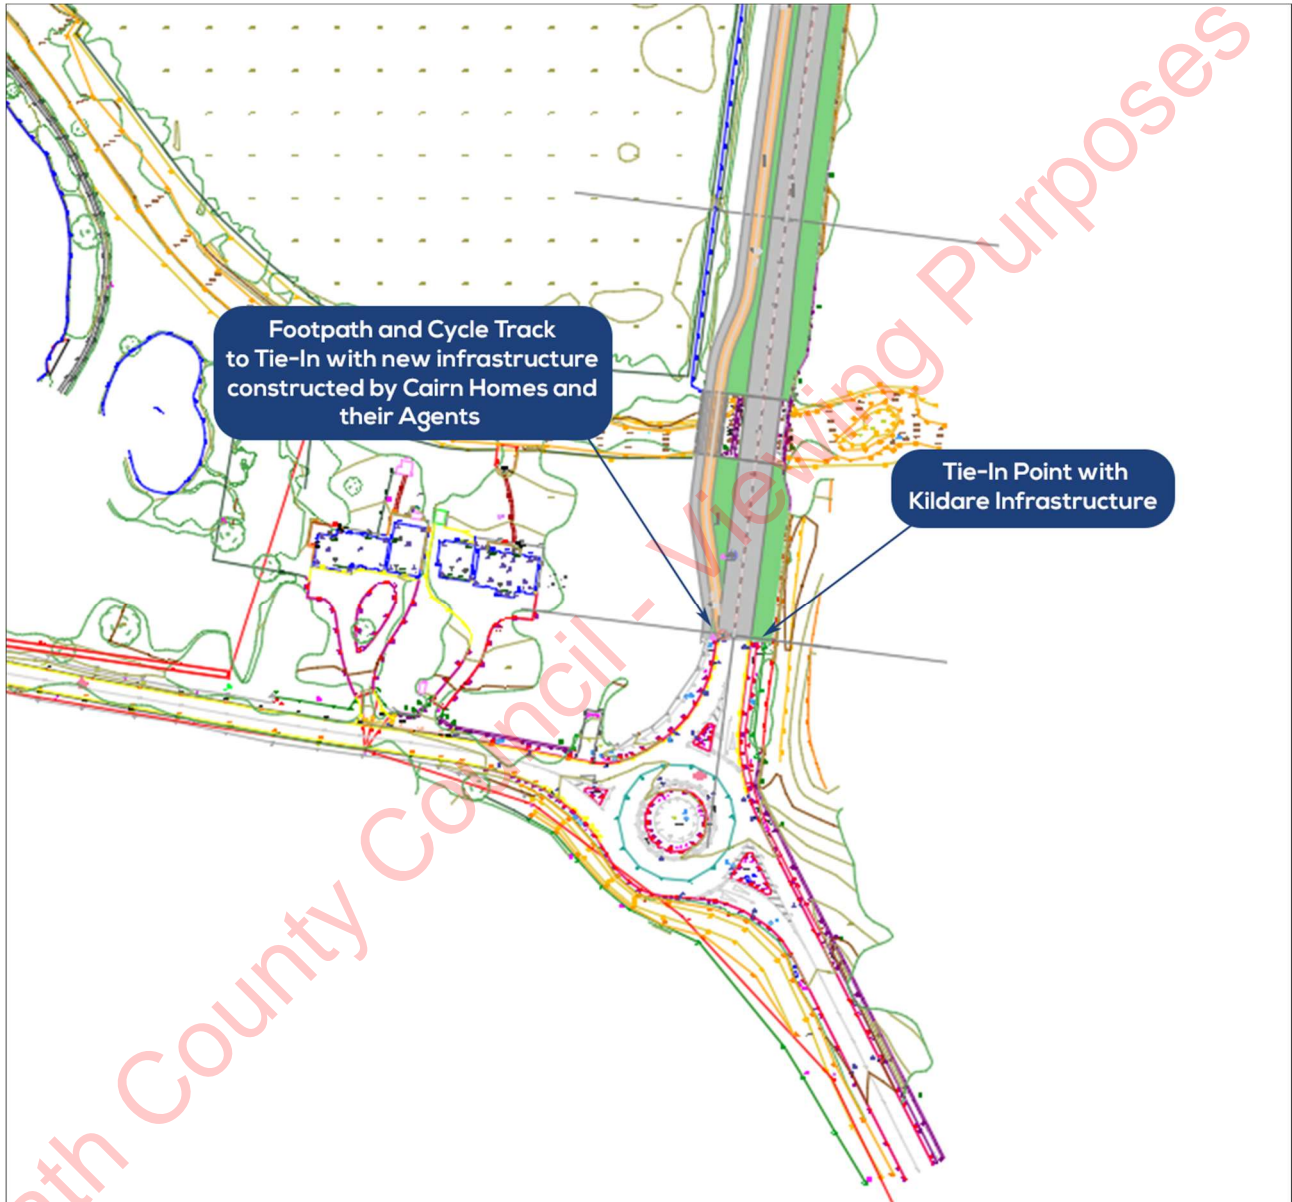 Footpath and Cycle Track
to Tie-In with new infrastructure
constructed by Cairn Homes and
their Agents
Tie-In Point with
Kildare Infrastructure
ath County Council - Viewing Purposes